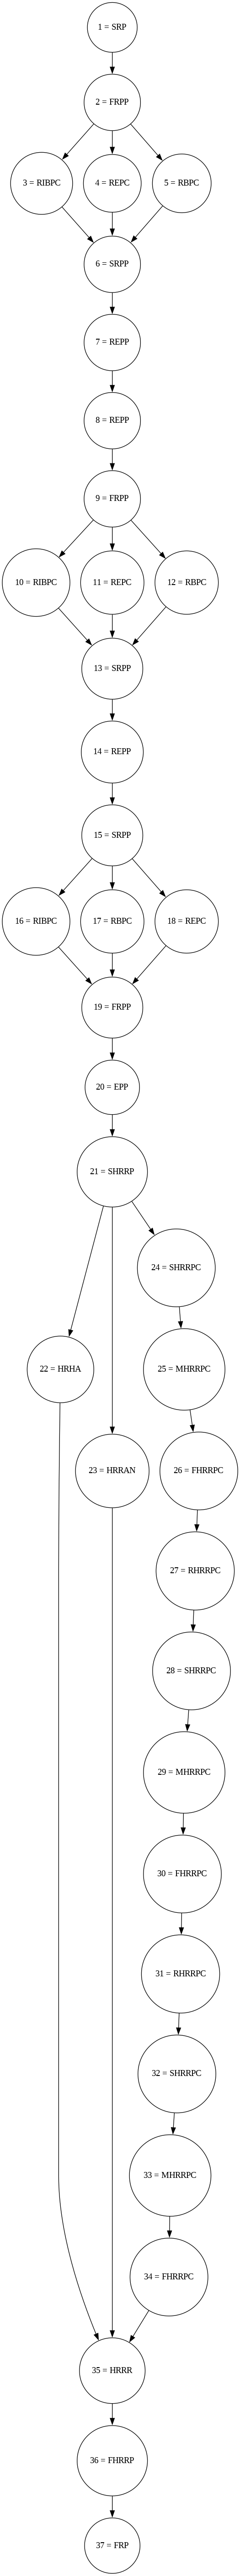 1 = SRP
2 = FRPP
3 = RIBPC
4 = REPC
5 = RBPC
6 = SRPP
7 = REPP
8 = REPP
9 = FRPP
10 = RIBPC
11 = REPC
12 = RBPC
13 = SRPP
14 = REPP
15 = SRPP
16 = RIBPC
17 = RBPC
18 = REPC
19 = FRPP
20 = EPP
21 = SHRRP
24 = SHRRPC
22 = HRHA
25 = MHRRPC
23 = HRRAN
26 = FHRRPC
27 = RHRRPC
28 = SHRRPC
29 = MHRRPC
30 = FHRRPC
31 = RHRRPC
32 = SHRRPC
33 = MHRRPC
34 = FHRRPC
35 = HRRR
36 = FHRRP
37 = FRP